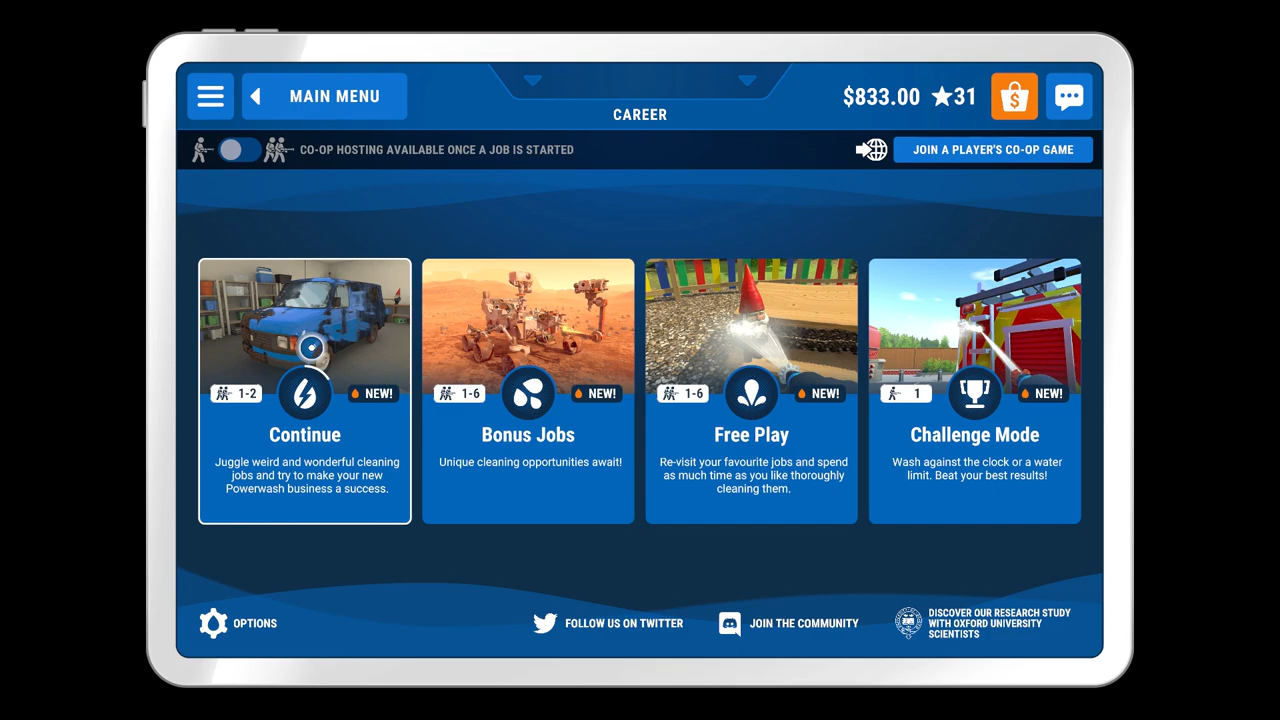 MAIN MENU
CAREER
$833.00 ★31
CO-OP HOSTING AVAILABLE ONCE A JOB IS STARTED
JOIN A PLAYER'S CO-OP GAME
1-2
NEW!
Continue
Juggle weird and wonderful cleaning
jobs and try to make your new
Powerwash business a success.
1-6
NEW!
Bonus Jobs
Unique cleaning opportunities await!
1-6
NEW!
Free Play
Re-visit your favourite jobs and spend
as much time as you like thoroughly
cleaning them.
1
NEW!
Challenge Mode
Wash against the clock or a water
limit. Beat your best results!
OPTIONS
FOLLOW US ON TWITTER
JOIN THE COMMUNITY
DISCOVER OUR RESEARCH STUDY
WITH OXFORD UNIVERSITY
SCIENTISTS